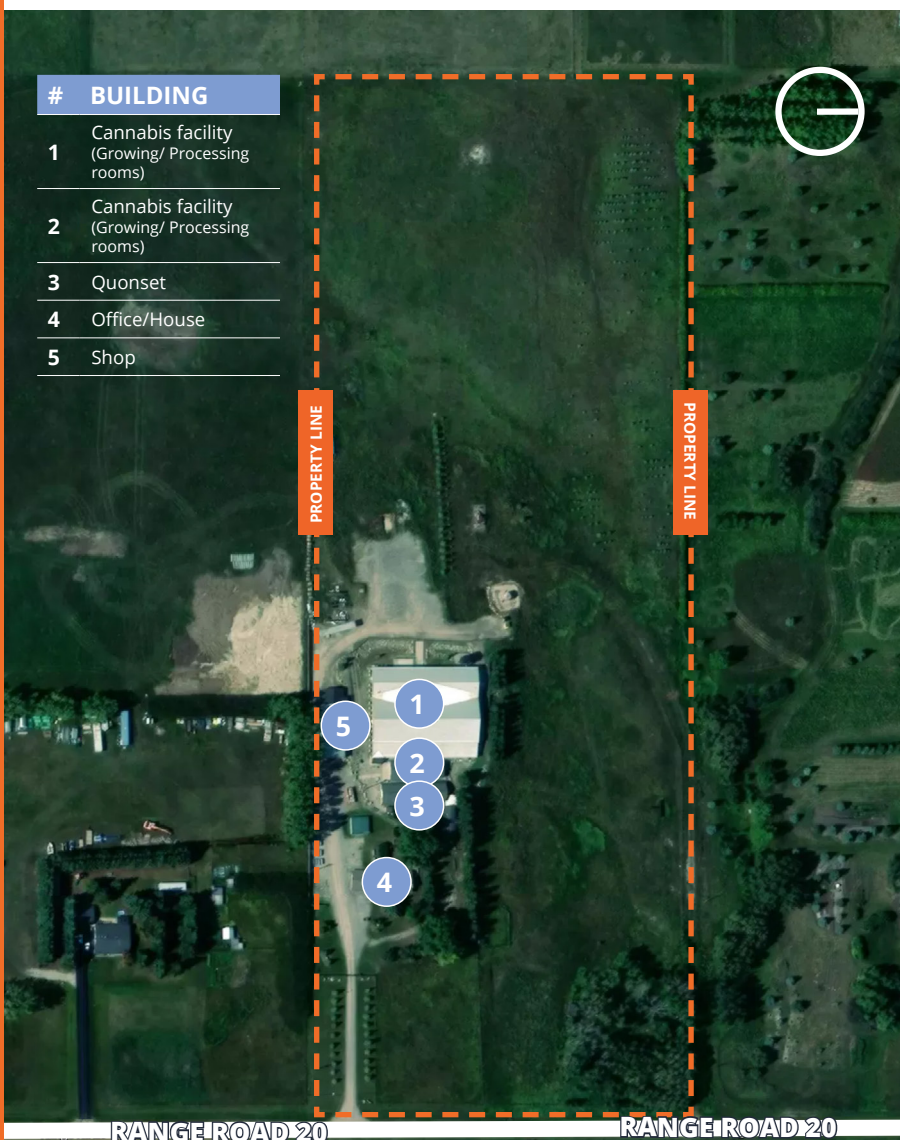 # BUILDING
1 Cannabis facility
(Growing/ Processing
rooms)
2 Cannabis facility
(Growing/ Processing
rooms)
3 Quonset
4 Office/House
5 Shop
PROPERTY LINE
PROPERTY LINE
1
5
2
3
4
RANGE ROAD 20
RANGE ROAD 20